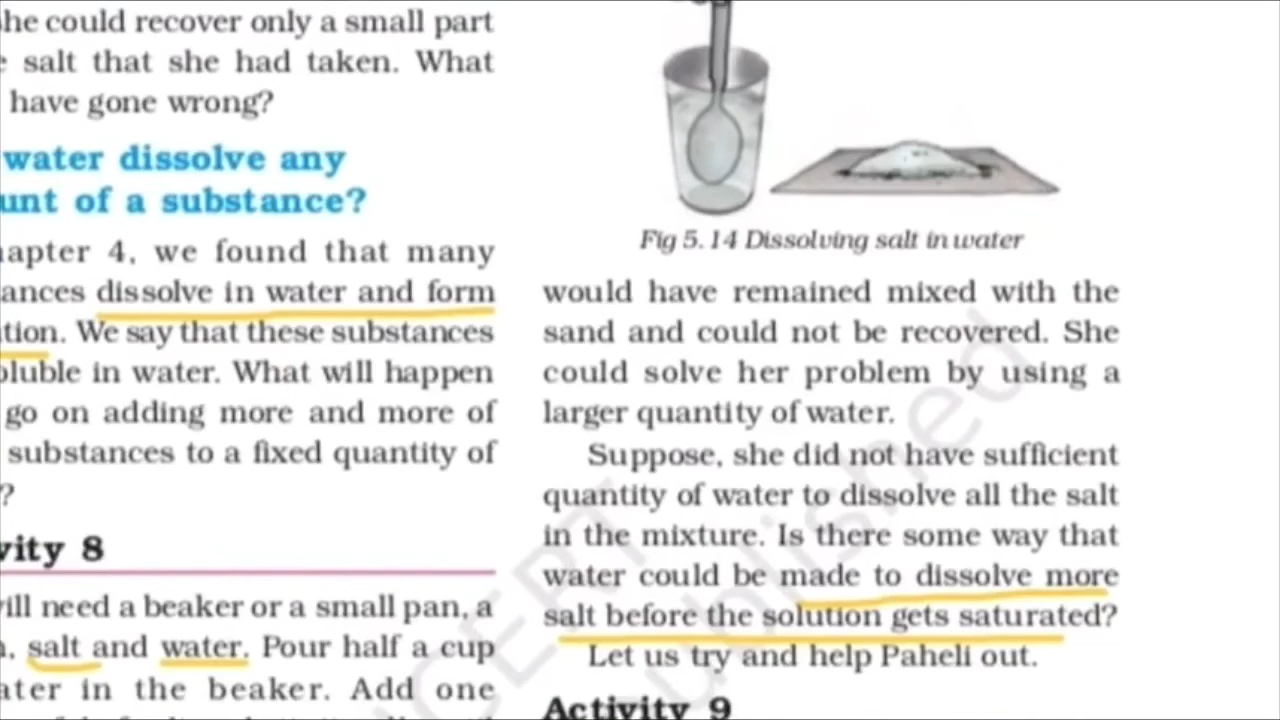 she could recover only a small part
salt that she had taken. What
have gone wrong?
water dissolve any
unt of a substance?
apter 4, we found that many
ances dissolve in water and form
tion. We say that these substances
oluble in water. What will happen
go on adding more and more of
substances to a fixed quantity of
?
vity 8
ill need a beaker or a small pan, a
salt and water. Pour half a cup
ater in the beaker. Add one
Fig 5.14 Dissolving salt in water
would have remained mixed with the
sand and could not be recovered. She
could solve her problem by using a
larger quantity of water.
Suppose, she did not have sufficient
quantity of water to dissolve all the salt
in the mixture. Is there some way that
water could be made to dissolve more
salt before the solution gets saturated?
Let us try and help Paheli out.
Activity 9